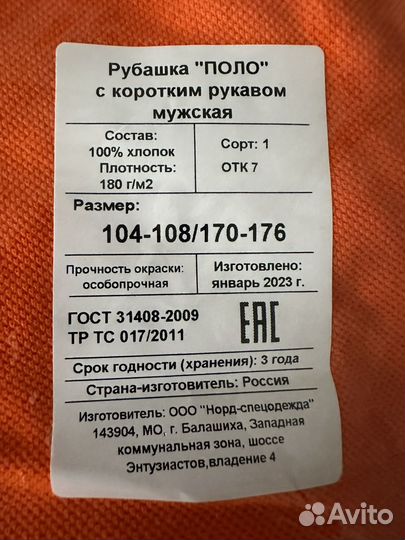 Рубашка "ПОЛО"
с коротким рукавом
мужская
Состав:
100% хлопок
Плотность:
180 г/м2
Сорт: 1
ОТК 7
Размер:
104-108/170-176
Прочность окраски:
особопрочная
Изготовлено:
январь 2023 г.
ГОСТ 31408-2009
ТР ТС 017/2011
ЕАС
Срок годности (хранения): 3 года
Страна-изготовитель: Россия
Изготовитель: ООО "Норд-спецодежда"
143904, МО, г. Балашиха, Западная
коммунальная зона, шоссе
Энтузиастов,владение 4
Avito